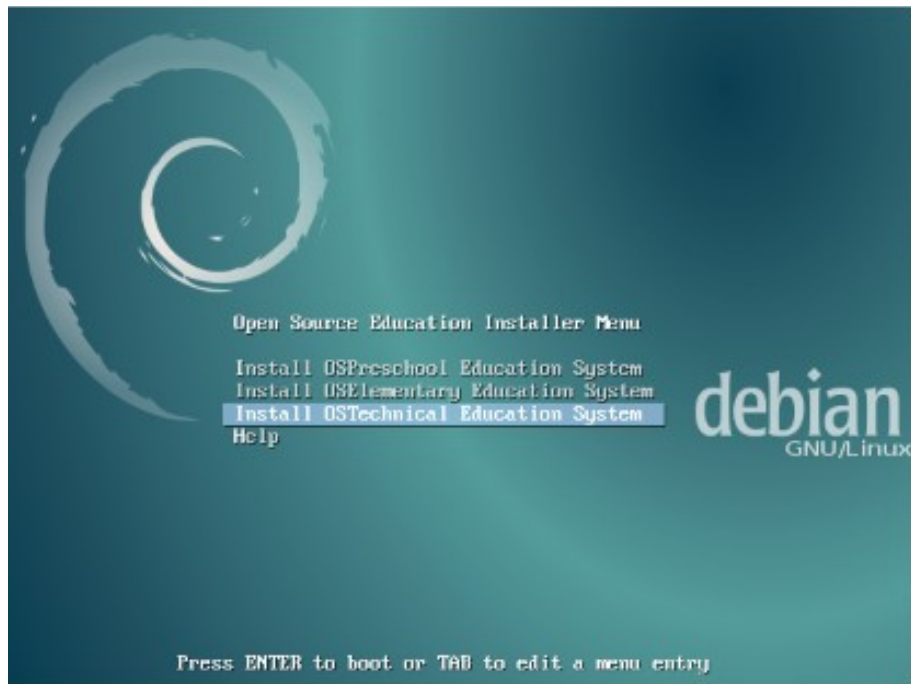 Open Source Education Installer Menu
Install OSPreschool Education System
Install OSElementary Education System
Install OSTechnical Education System
Help
debian
GNU/Linux
Press ENTER to boot or TAB to edit a menu entry